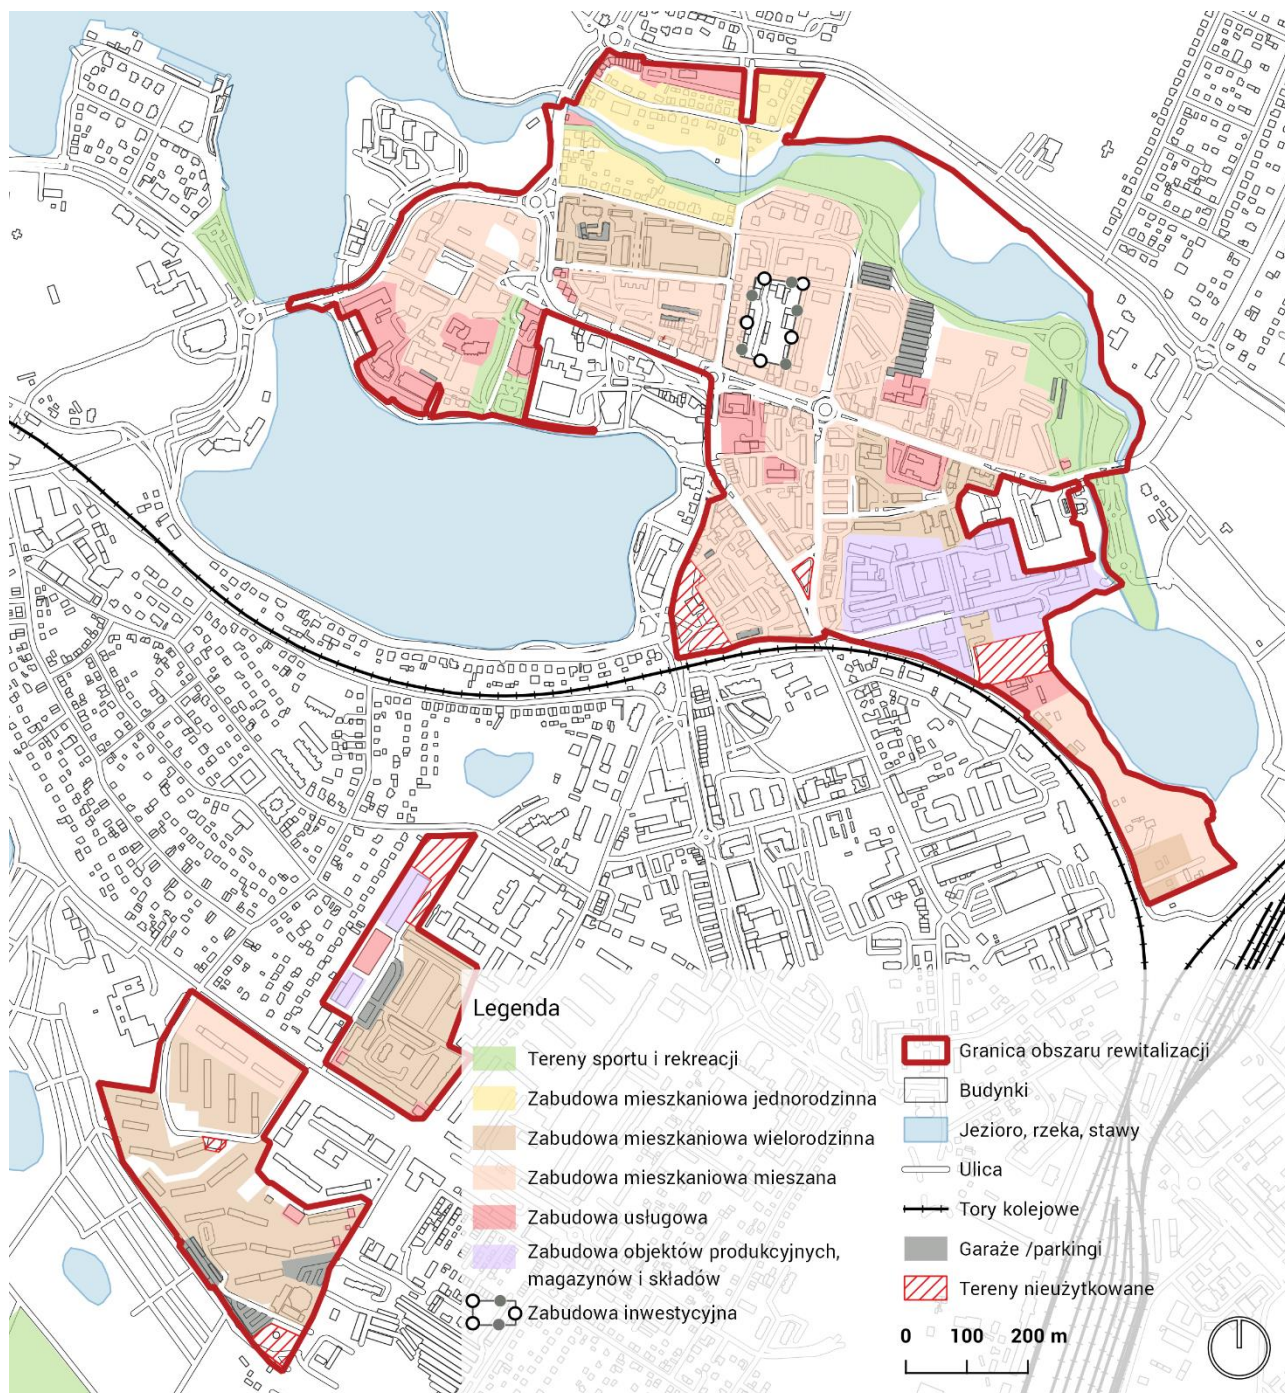 Legenda
Tereny sportu i rekreacji
Zabudowa mieszkaniowa jednorodzinna
Zabudowa mieszkaniowa wielorodzinna
Zabudowa mieszkaniowa mieszana
Zabudowa usługowa
Zabudowa objektów produkcyjnych,
magazynów i składów
Zabudowa inwestycyjna
Granica obszaru rewitalizacji
Budynki
Jezioro, rzeka, stawy
Ulica
Tory kolejowe
Garaże /parkingi
Tereny nieużytkowane
0 100 200 m